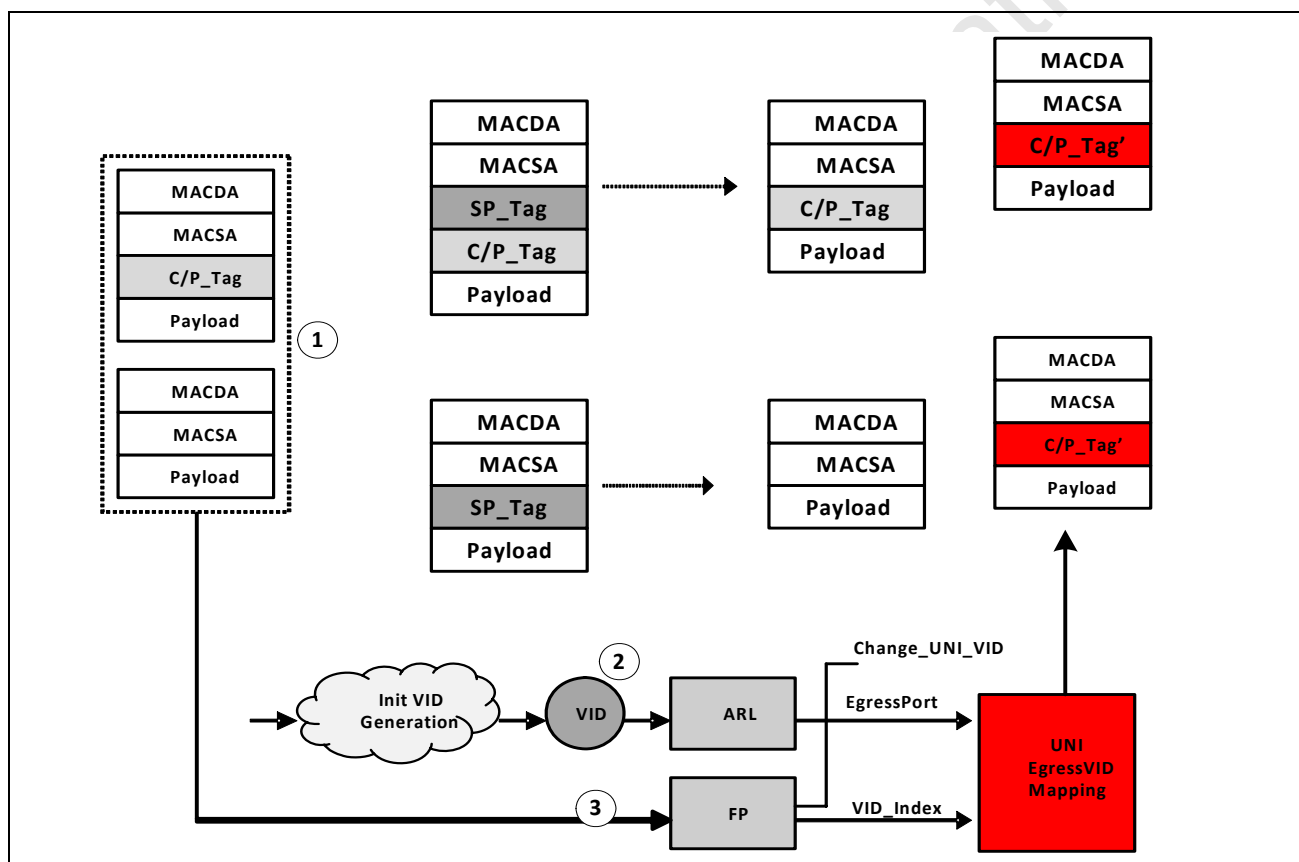 MACDA
MACSA
C/P_Tag
Payload
MACDA
MACSA
Payload
1
MACDA
MACSA
SP_Tag
C/P_Tag
Payload
MACDA
MACSA
C/P_Tag
Payload
MACDA
MACSA
C/P_Tag'
Payload
MACDA
MACSA
SP_Tag
Payload
MACDA
MACSA
Payload
MACDA
MACSA
C/P_Tag'
Payload
Init VID
Generation
2
VID
ARL
Change_UNI_VID
EgressPort
3
FP
VID_Index
UNI
EgressVID
Mapping